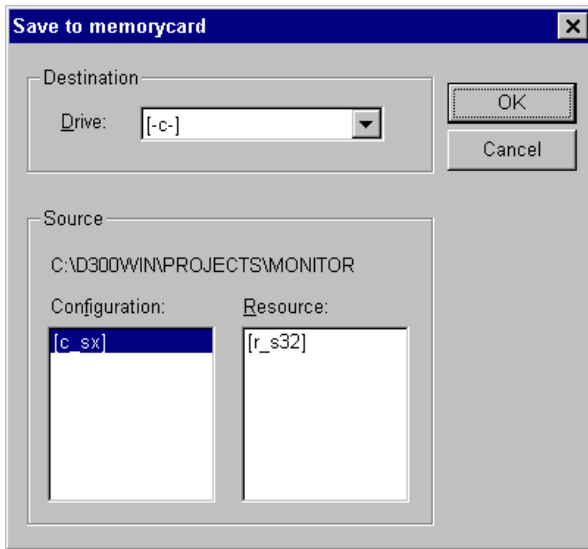 Save to memorycard
Destination
Drive: [-c-]
OK
Cancel
Source
C:\D300WIN\PROJECTS\MONITOR
Configuration: Resource:
[c_sx] [r_s32]